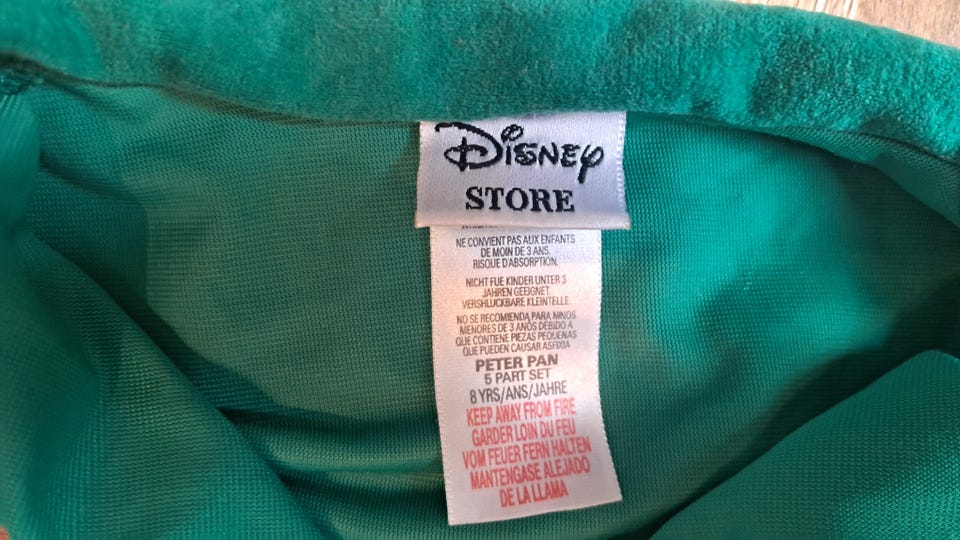 Disney
STORE
NE CONVIENT PAS AUX ENFANTS
DE MOIN DE 3 ANS.
RISQUE D'ABSORPTION.
NICHT FUE KINDER UNTER 3
JAHREN GEEIGNET
VERSHLUCKBARE KLEINTEILE
NO SE RECOMIENDA PARA NINOS
MENORES DE 3 AÑOS DEBIDO A
QUE CONTIENE PIEZAS PEQUENAS
QUE PUEDEN CAUSAR ASFIXIA
PETER PAN
5 PART SET
8 YRS/ANS/JAHRE
KEEP AWAY FROM FIRE
GARDER LOIN DU FEU
VOM FEUER FERN HALTEN
MANTENGASE ALEJADO
DE LA LLAMA